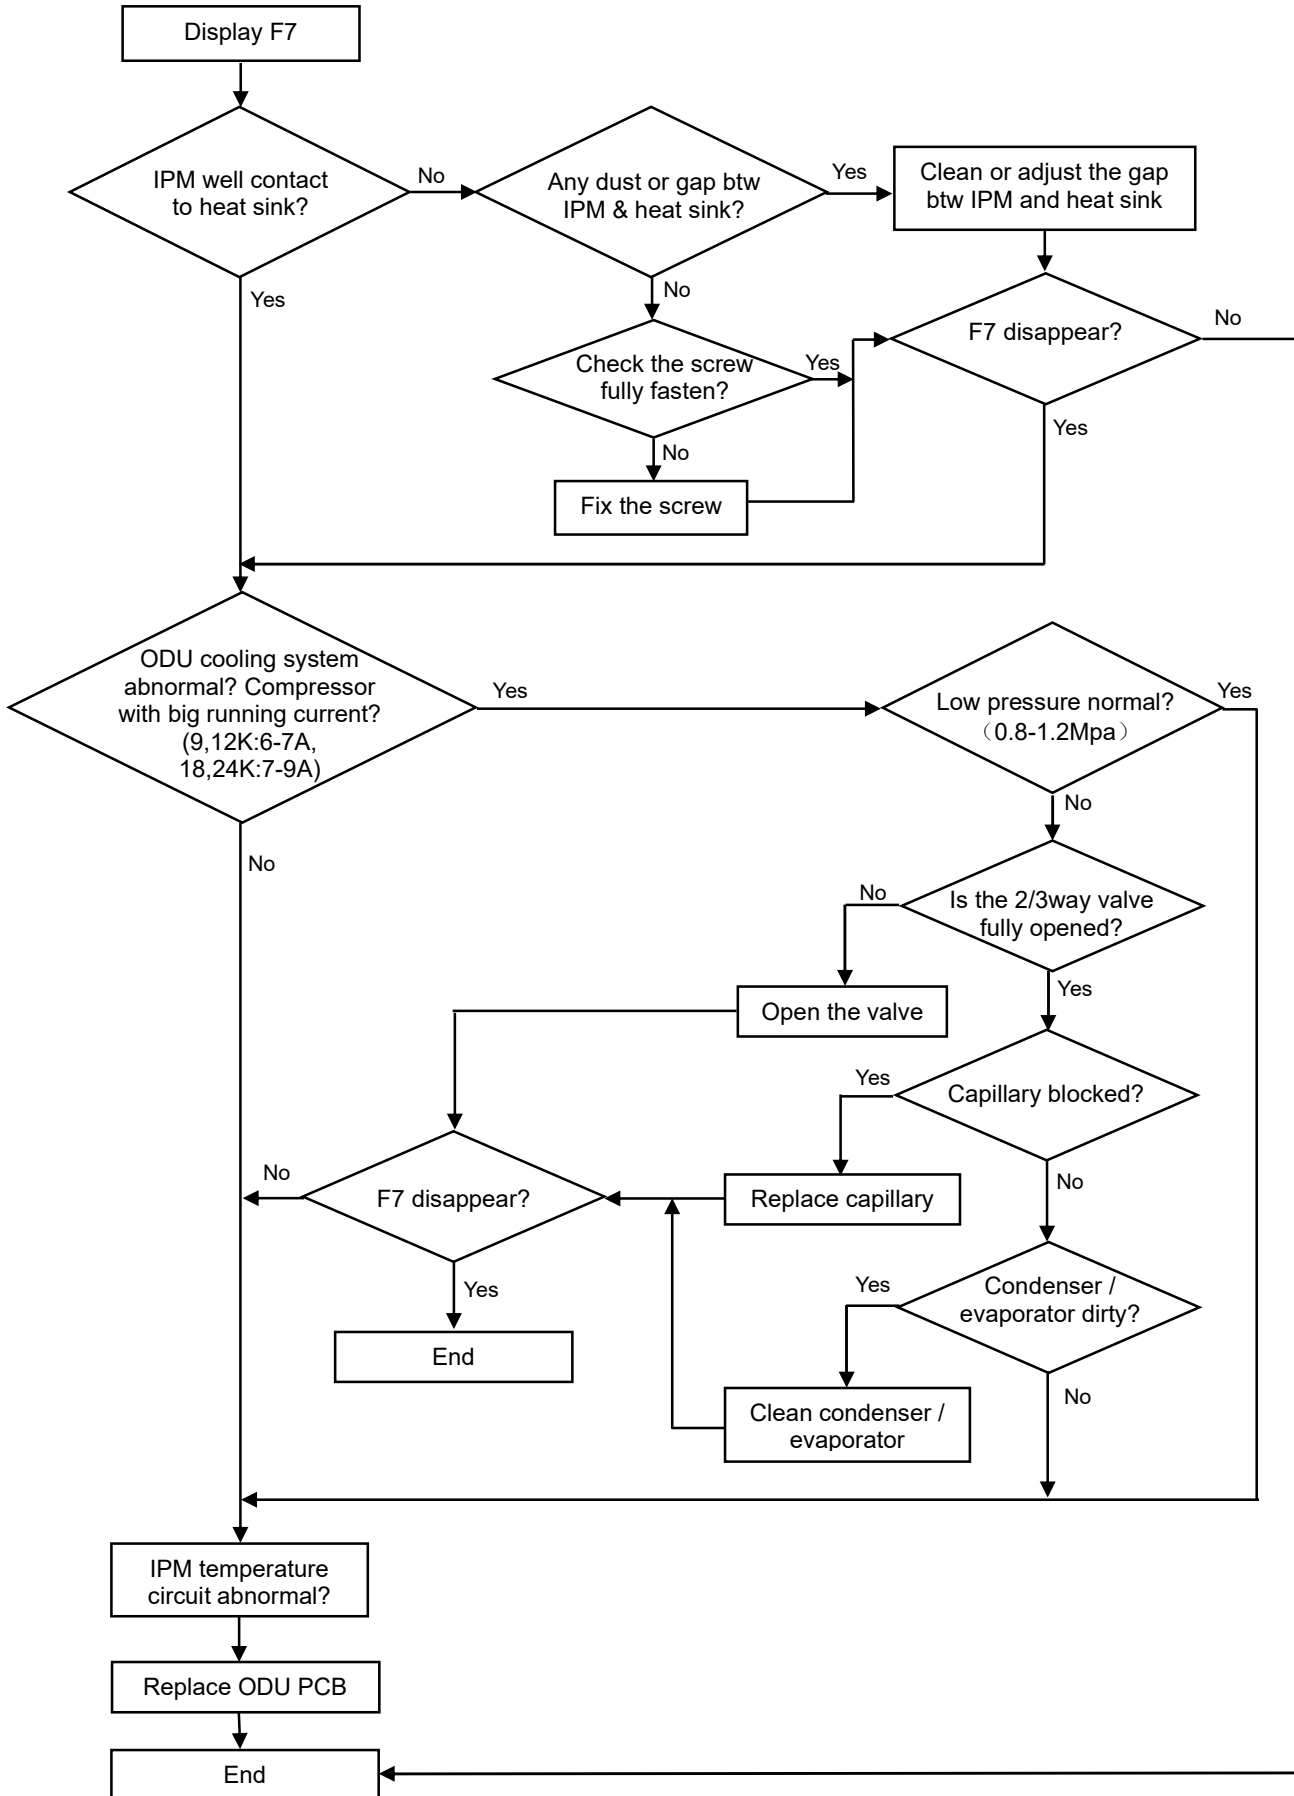 Display F7
IPM well contact
to heat sink?
No
Any dust or gap btw
IPM & heat sink?
Yes
Clean or adjust the gap
btw IPM and heat sink
Yes
No
Check the screw
fully fasten?
Yes
F7 disappear?
No
Yes
No
Fix the screw
ODU cooling system
abnormal? Compressor
with big running current?
(9,12K:6-7A,
18,24K:7-9A)
Yes
Low pressure normal?
（0.8-1.2Mpa）
Yes
No
No
Is the 2/3way valve
fully opened?
No
Yes
Open the valve
Capillary blocked?
Yes
No
Replace capillary
F7 disappear?
No
Yes
End
Condenser /
evaporator dirty?
Yes
No
Clean condenser /
evaporator
IPM temperature
circuit abnormal?
Replace ODU PCB
End